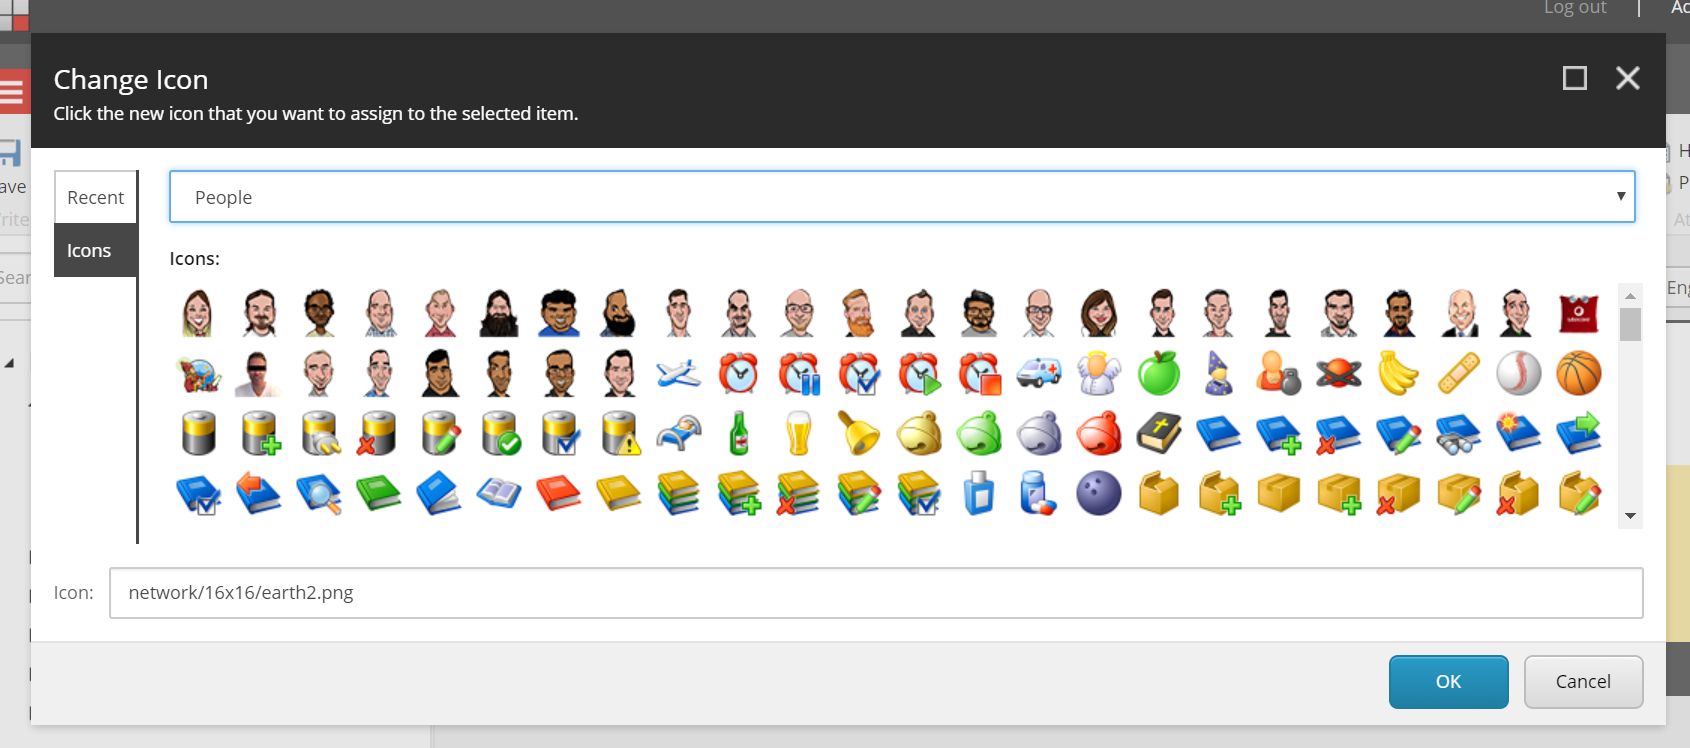 Log out
Ac
Change Icon
Click the new icon that you want to assign to the selected item.
ave
rite
Sear
H
P
At
Eng
Recent
Icons
People
Icons:
Icon:
network/16x16/earth2.png
OK
Cancel